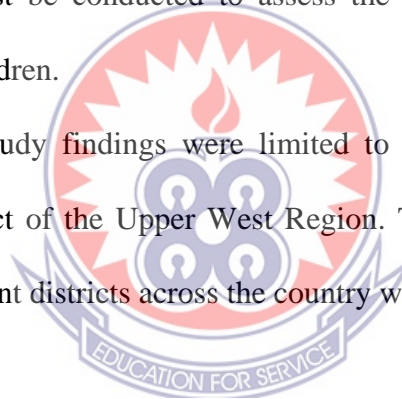 be conducted to assess the
dren.
udy findings were limited to
ct of the Upper West Region.
nt districts across the country
EDUCATION FOR SERVICE